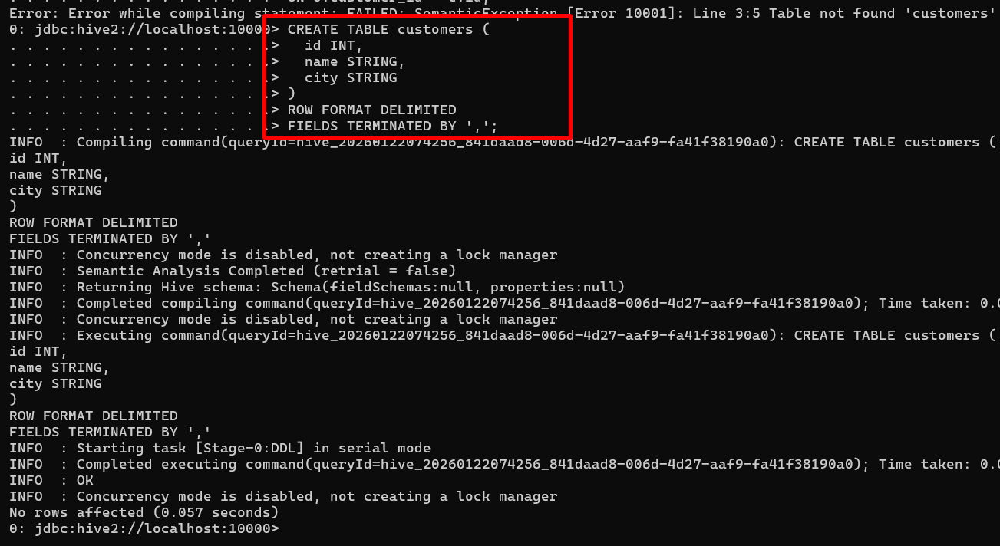 Error: Error while compiling statement: FAILED: SemanticException [Error 10001]: Line 3:5 Table not found 'customers'
0: jdbc:hive2://localhost:10000> CREATE TABLE customers (
. . . . . . . . . . . . . . . .>   id INT,
. . . . . . . . . . . . . . . .>   name STRING,
. . . . . . . . . . . . . . . .>   city STRING
. . . . . . . . . . . . . . . .> )
. . . . . . . . . . . . . . . .> ROW FORMAT DELIMITED
. . . . . . . . . . . . . . . .> FIELDS TERMINATED BY ',';
INFO  : Compiling command(queryId=hive_20260122074256_841daad8-006d-4d27-aaf9-fa41f38190a0): CREATE TABLE customers (
id INT,
name STRING,
city STRING
)
ROW FORMAT DELIMITED
FIELDS TERMINATED BY ','
INFO  : Concurrency mode is disabled, not creating a lock manager
INFO  : Semantic Analysis Completed (retrial = false)
INFO  : Returning Hive schema: Schema(fieldSchemas:null, properties:null)
INFO  : Completed compiling command(queryId=hive_20260122074256_841daad8-006d-4d27-aaf9-fa41f38190a0); Time taken: 0.0
INFO  : Concurrency mode is disabled, not creating a lock manager
INFO  : Executing command(queryId=hive_20260122074256_841daad8-006d-4d27-aaf9-fa41f38190a0): CREATE TABLE customers (
id INT,
name STRING,
city STRING
)
ROW FORMAT DELIMITED
FIELDS TERMINATED BY ','
INFO  : Starting task [Stage-0:DDL] in serial mode
INFO  : Completed executing command(queryId=hive_20260122074256_841daad8-006d-4d27-aaf9-fa41f38190a0); Time taken: 0.0
INFO  : OK
INFO  : Concurrency mode is disabled, not creating a lock manager
No rows affected (0.057 seconds)
0: jdbc:hive2://localhost:10000>